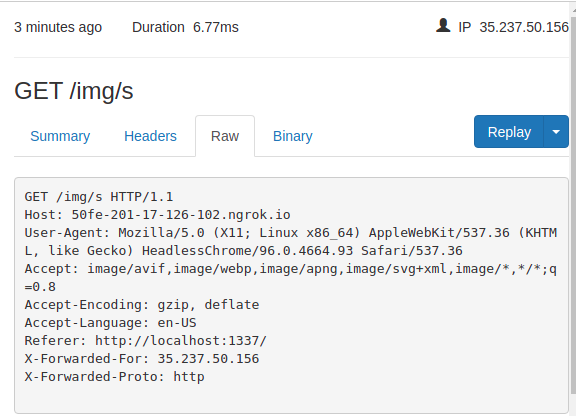 3 minutes ago Duration 6.77ms IP 35.237.50.156
GET /img/s
Summary Headers Raw Binary Replay
GET /img/s HTTP/1.1
Host: 50fe-201-17-126-102.ngrok.io
User-Agent: Mozilla/5.0 (X11; Linux x86_64) AppleWebKit/537.36 (KHTM
L, like Gecko) HeadlessChrome/96.0.4664.93 Safari/537.36
Accept: image/avif,image/webp,image/apng,image/svg+xml,image/*,*/*;q
=0.8
Accept-Encoding: gzip, deflate
Accept-Language: en-US
Referer: http://localhost:1337/
X-Forwarded-For: 35.237.50.156
X-Forwarded-Proto: http